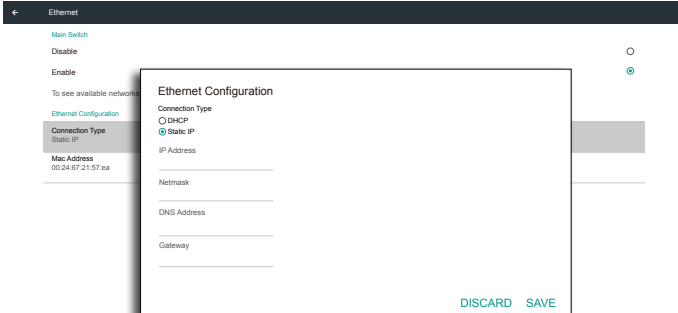 Ethernet
Main Switch
Disable
Enable
To see available networks
Ethernet Configuration
Connection Type
Static IP
Mac Address
00:24:67:21:57:ea
Ethernet Configuration
Connection Type
DHCP
Static IP
IP Address
Netmask
DNS Address
Gateway
DISCARD SAVE